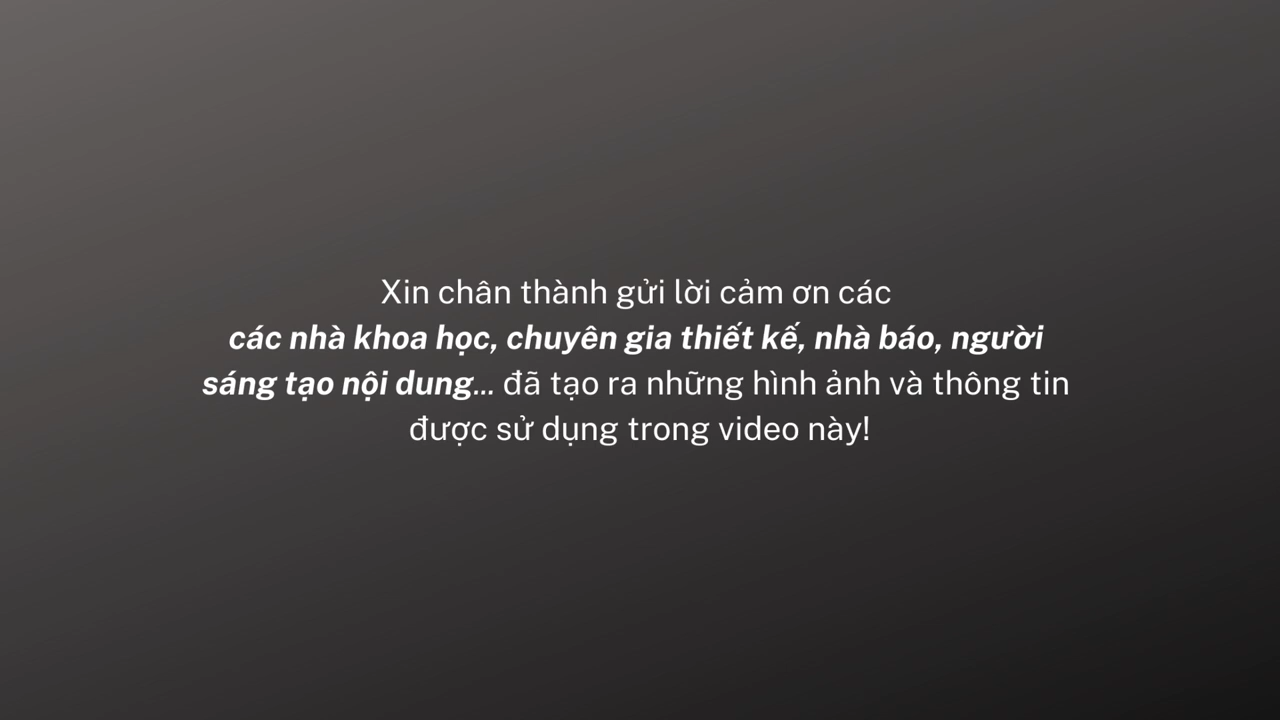 Xin chân thành gửi lời cảm ơn các
các nhà khoa học, chuyên gia thiết kế, nhà báo, người
sáng tạo nội dung... đã tạo ra những hình ảnh và thông tin
được sử dụng trong video này!